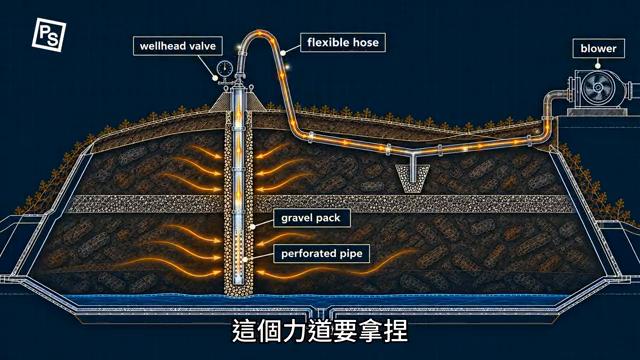 PS
wellhead valve
flexible hose
blower
gravel pack
perforated pipe
這個力道要拿捏